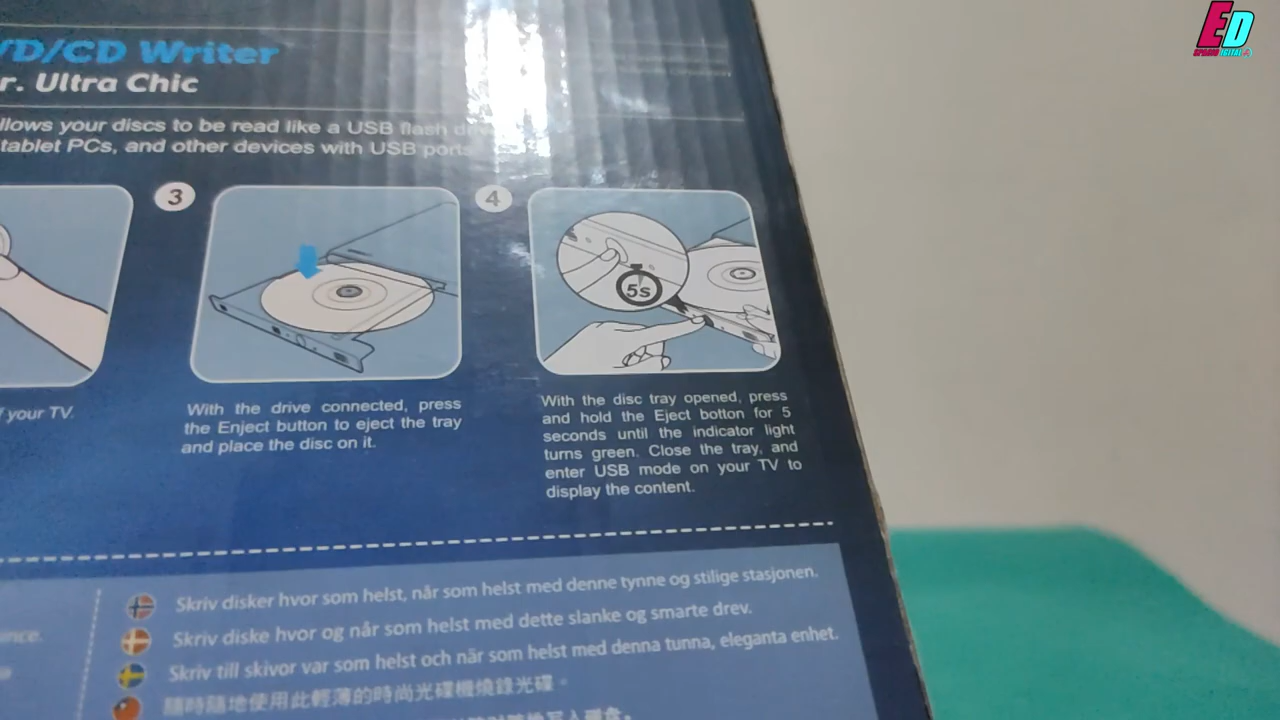 ED
VD/CD Writer
r. Ultra Chic
llows your discs to be read like a USB flash
tablet PCs, and other devices with USB ports
3
4
5s
your TV.
With the drive connected, press
the Enject button to eject the tray
and place the disc on it.
With the disc tray opened, press
and hold the Eject botton for 5
seconds until the indicator light
turns green. Close the tray, and
enter USB mode on your TV to
display the content.
Skriv disker hvor som helst, når som helst med denne tynne og stilige stasjonen.
Skriv diske hvor og når som helst med dette slanke og smarte drev.
Skriv till skivor var som helst och när som helst med denna tunna, eleganta enhet.
隨時隨地使用此輕薄的時尚光碟機燒錄光碟。